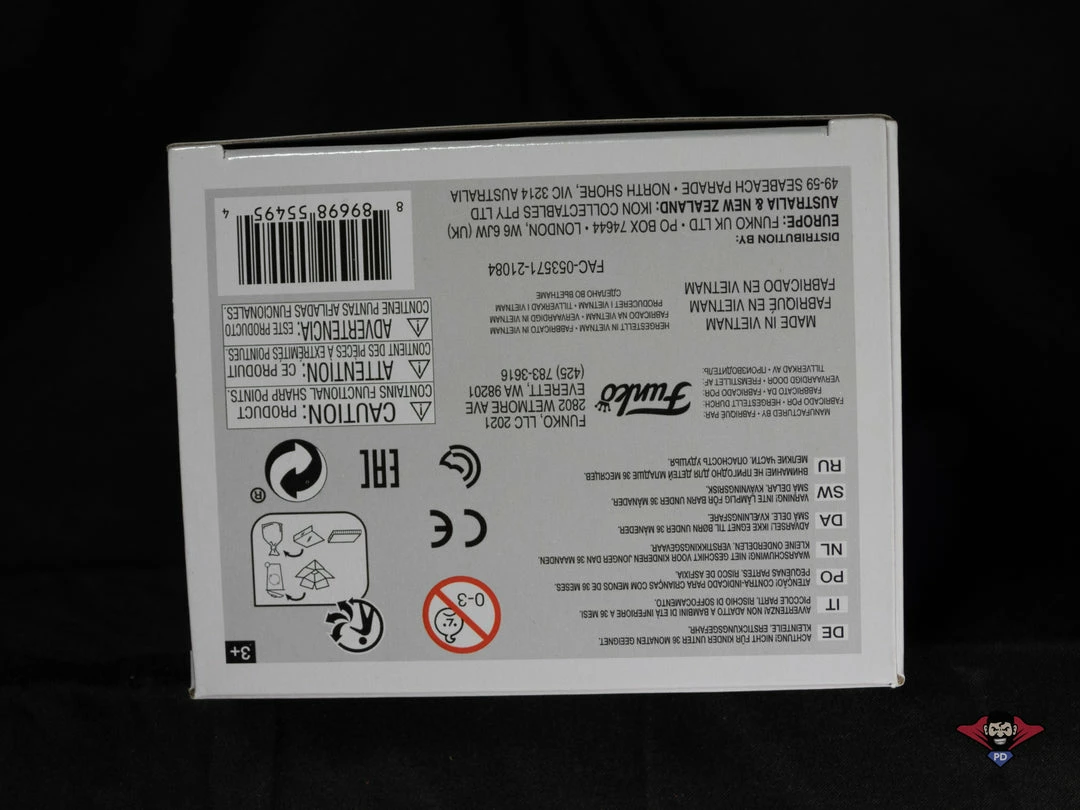 3+
0-3
DE
ACHTUNG! NICHT FÜR KINDER UNTER 36 MONATEN GEEIGNET.
KLEINTEILE. ERSTICKUNGSGEFAHR.
IT
AVVERTENZA! NON ADATTO A BAMBINI DI ETÀ INFERIORE A 36 MESI.
PICCOLE PARTI. RISCHIO DI SOFFOCAMENTO.
PO
ATENÇÃO! CONTRA-INDICADO PARA CRIANÇAS COM MENOS DE 36 MESES.
PEQUENAS PARTES. RISCO DE ASFIXIA.
NL
WAARSCHUWING! NIET GESCHIKT VOOR KINDEREN JONGER DAN 36 MAANDEN.
KLEINE ONDERDELEN. VERSTIKKINGSGEVAAR.
DA
ADVARSEL! IKKE EGNET TIL BØRN UNDER 36 MÅNEDER.
SMÅ DELE. KVÆLNINGSFARE.
SW
VARNING! INTE LÄMPLIG FÖR BARN UNDER 36 MÅNADER.
SMÅ DELAR. KVÄVNINGSRISK.
RU
ВНИМАНИЕ! НЕ ПРИГОДНО ДЛЯ ДЕТЕЙ МЛАДШЕ 36 МЕСЯЦЕВ.
МЕЛКИЕ ЧАСТИ. ОПАСНОСТЬ УДУШЬЯ.
CE
EAC
®
MANUFACTURED BY • FABRIQUÉ PAR:
FABRICADO POR • HERGESTELLT DURCH:
FABBRICATO DA • FABRICADO POR:
VERVAARDIGD DOOR • FREMSTILLET AF:
TILLVERKAD AV • ПРОИЗВОДИТЕЛЬ:
Funko
FUNKO, LLC 2021
2802 WETMORE AVE
EVERETT, WA 98201
(425) 783-3616
CAUTION: PRODUCT
CONTAINS FUNCTIONAL SHARP POINTS.
ATTENTION: CE PRODUIT
CONTIENT DES PIÈCES À EXTRÉMITÉS POINTUES.
ADVERTENCIA: ESTE PRODUCTO
CONTIENE PUNTAS AFILADAS FUNCIONALES.
MADE IN VIETNAM
FABRIQUÉ EN VIETNAM
FABRICADO EN VIETNAM
HERGESTELLT IN VIETNAM • FABBRICATO IN VIETNAM
FABRICADO NA VIETNAM • VERVAARDIGD IN VIETNAM
PRODUCERET I VIETNAM • TILLVERKAD I VIETNAM
СДЕЛАНО ВО ВЬЕТНАМЕ
FAC-053571-21084
DISTRIBUTION BY:
EUROPE: FUNKO UK LTD • PO BOX 74644 • LONDON, W6 6JW (UK)
AUSTRALIA & NEW ZEALAND: IKON COLLECTABLES PTY LTD
49-59 SEABEACH PARADE • NORTH SHORE, VIC 3214 AUSTRALIA
8 89698 55495 4
PD